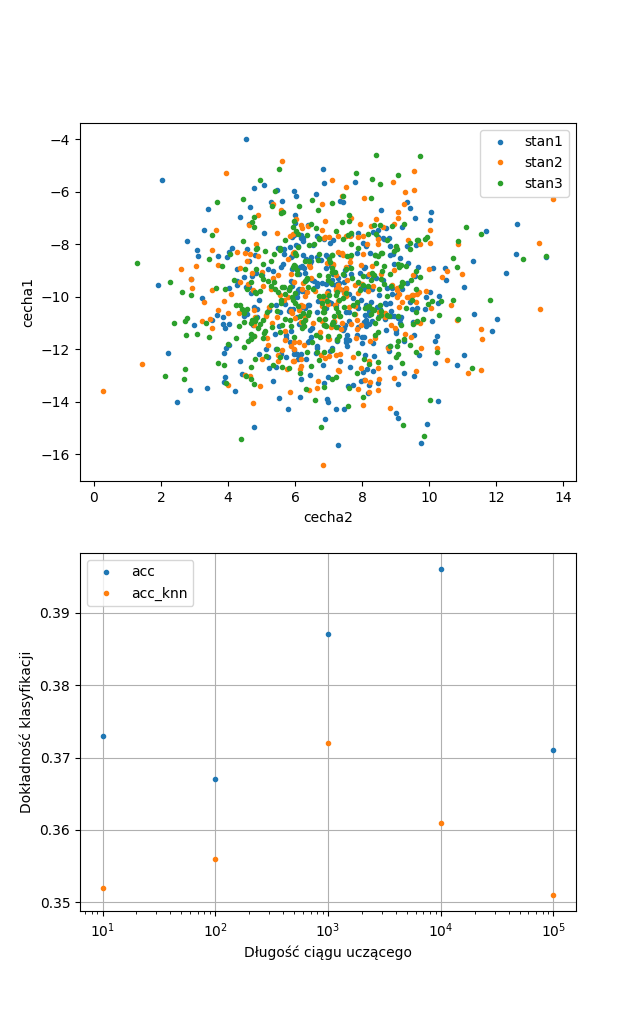 −4
−6
−8
−10
−12
−14
−16
cecha1
stan1
stan2
stan3
0 2 4 6 8 10 12 14
cecha2
acc
acc_knn
0.39
0.38
0.37
0.36
0.35
Dokładność klasyfikacji
10¹ 10² 10³ 10⁴ 10⁵
Długość ciągu uczącego